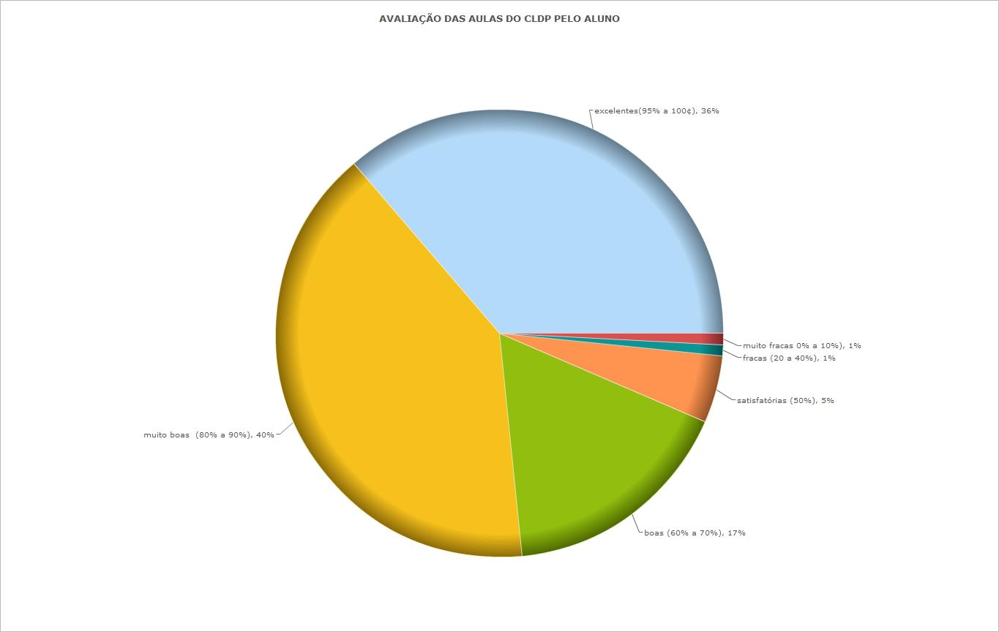 AVALIAÇÃO DAS AULAS DO CLDP PELO ALUNO
excelentes(95% a 100¢), 36%
muito fracas 0% a 10%), 1%
fracas (20 a 40%), 1%
satisfatórias (50%), 5%
muito boas  (80% a 90%), 40%
boas (60% a 70%), 17%